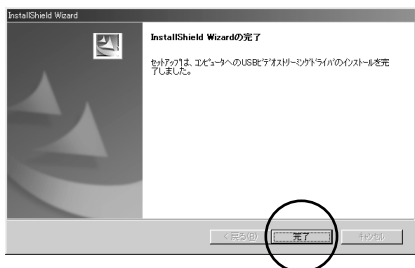 InstallShield Wizard
InstallShield Wizardの完了
セットアップは、コンピュータへのUSBビデオストリーミングドライバのインストールを完
了しました。
< 戻る(B)
完了
キャンセル